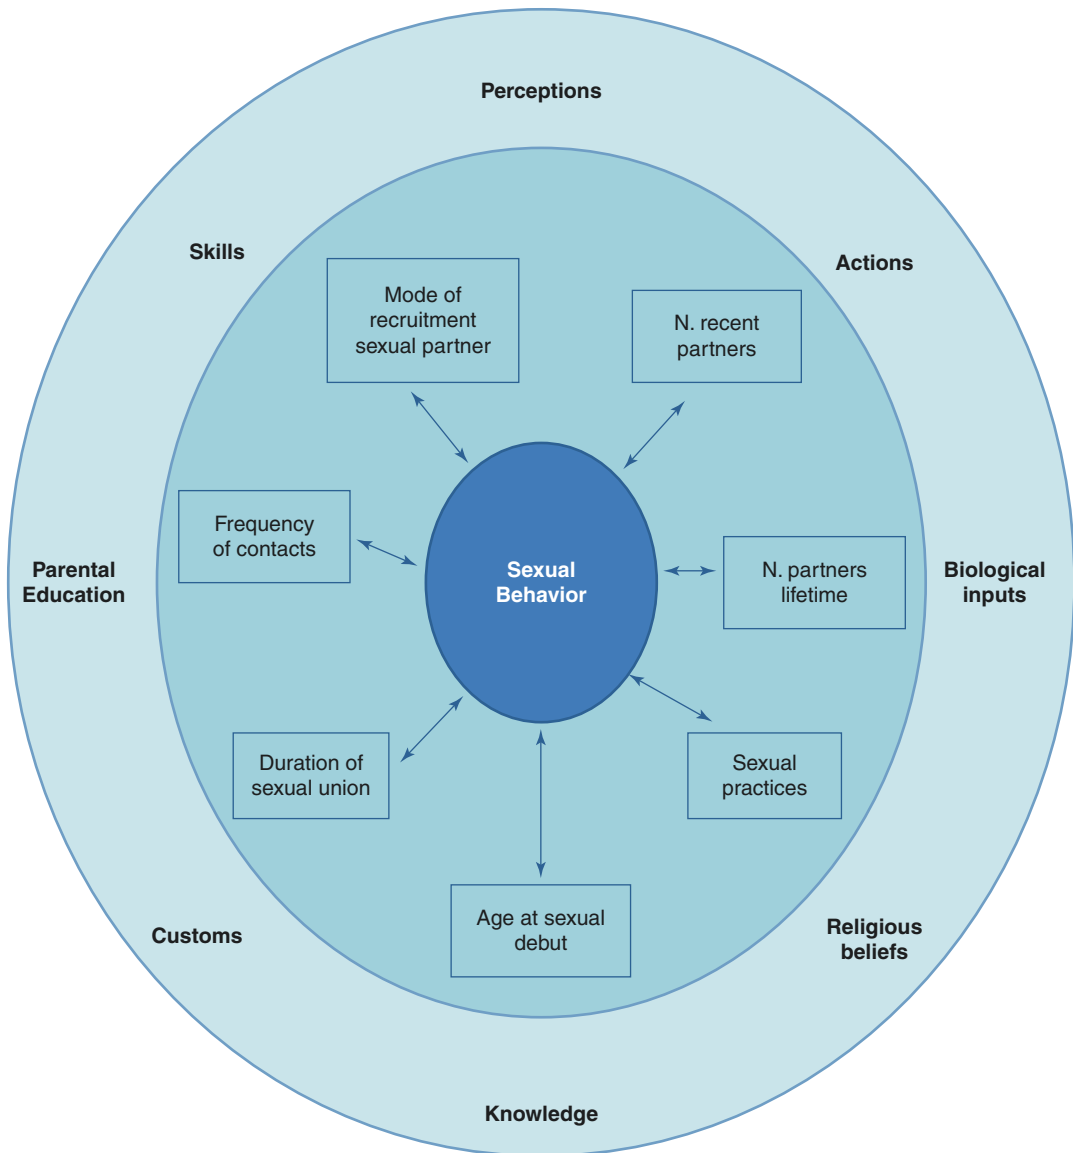 Perceptions
Skills
Actions
Mode of
recruitment
sexual partner
N. recent
partners
Frequency
of contacts
Parental
Education
Sexual
Behavior
N. partners
lifetime
Biological
inputs
Duration of
sexual union
Sexual
practices
Age at sexual
debut
Customs
Religious
beliefs
Knowledge